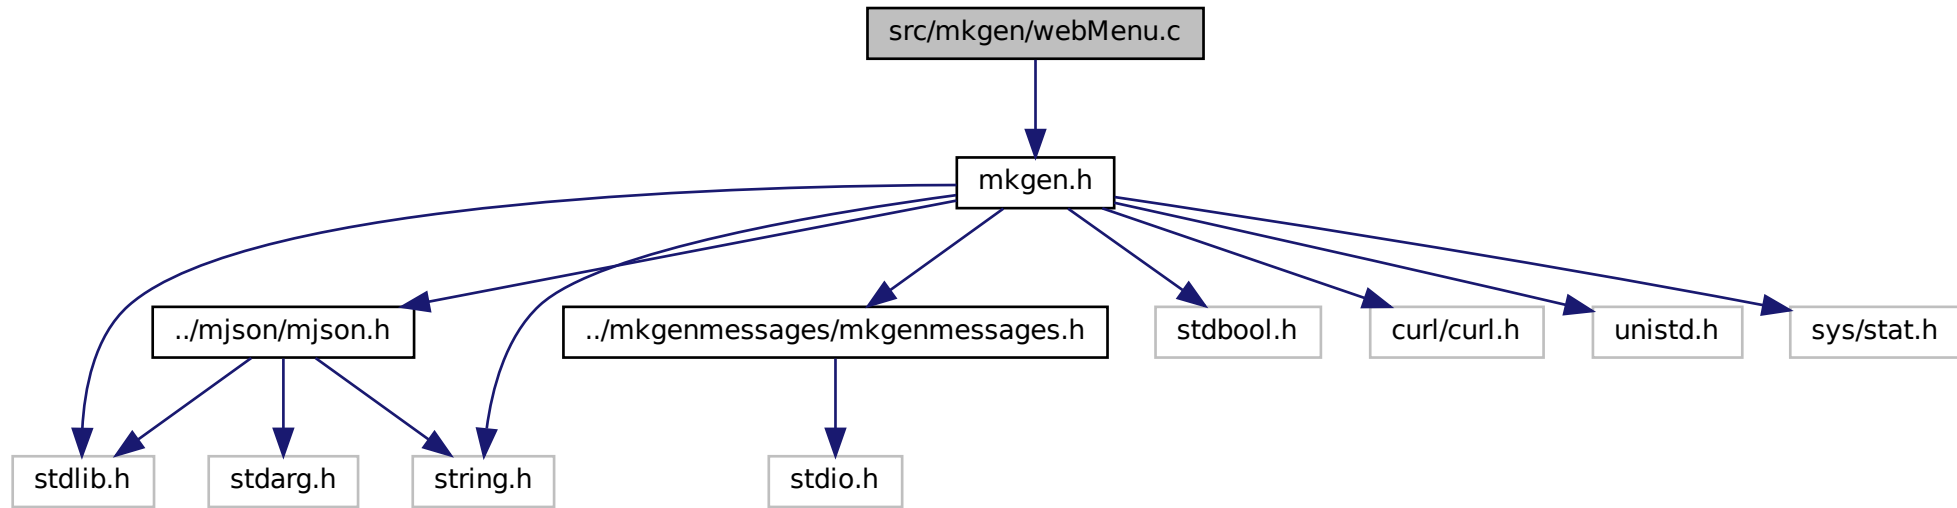 src/mkgen/webMenu.c
mkgen.h
../mjson/mjson.h
../mkgenmessages/mkgenmessages.h
stdbool.h
curl/curl.h
unistd.h
sys/stat.h
stdlib.h
stdarg.h
string.h
stdio.h